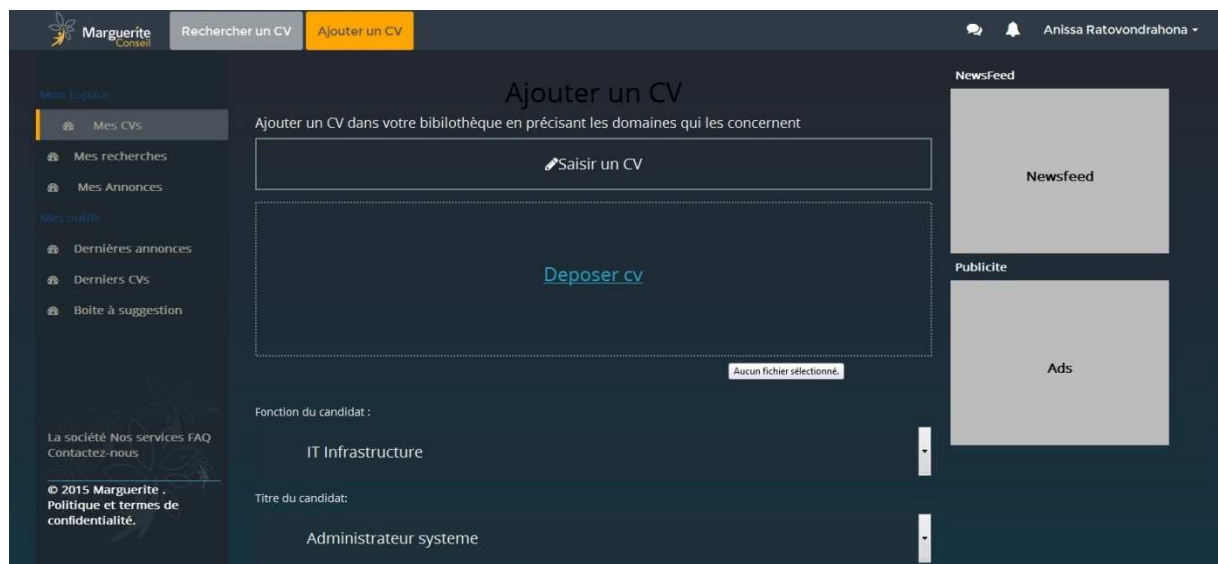 Marguerite
Conseil
Rechercher un CV
Ajouter un CV
Anissa Ratovondrahona
Mon Espace
Mes CVs
Mes recherches
Mes Annonces
Mes outils
Dernières annonces
Derniers CVs
Boite à suggestion
La société Nos services FAQ
Contactez-nous
© 2015 Marguerite .
Politique et termes de
confidentialité.
Ajouter un CV
Ajouter un CV dans votre bibilothèque en précisant les domaines qui les concernent
Saisir un CV
Deposer cv
Aucun fichier sélectionné.
Fonction du candidat :
IT Infrastructure
Titre du candidat:
Administrateur systeme
NewsFeed
Newsfeed
Publicite
Ads